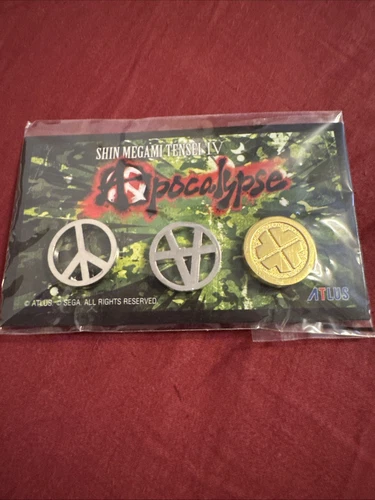 SHIN MEGAMI TENSEI IV
Apocalypse
© ATLUS. © SEGA. ALL RIGHTS RESERVED.
ATLUS